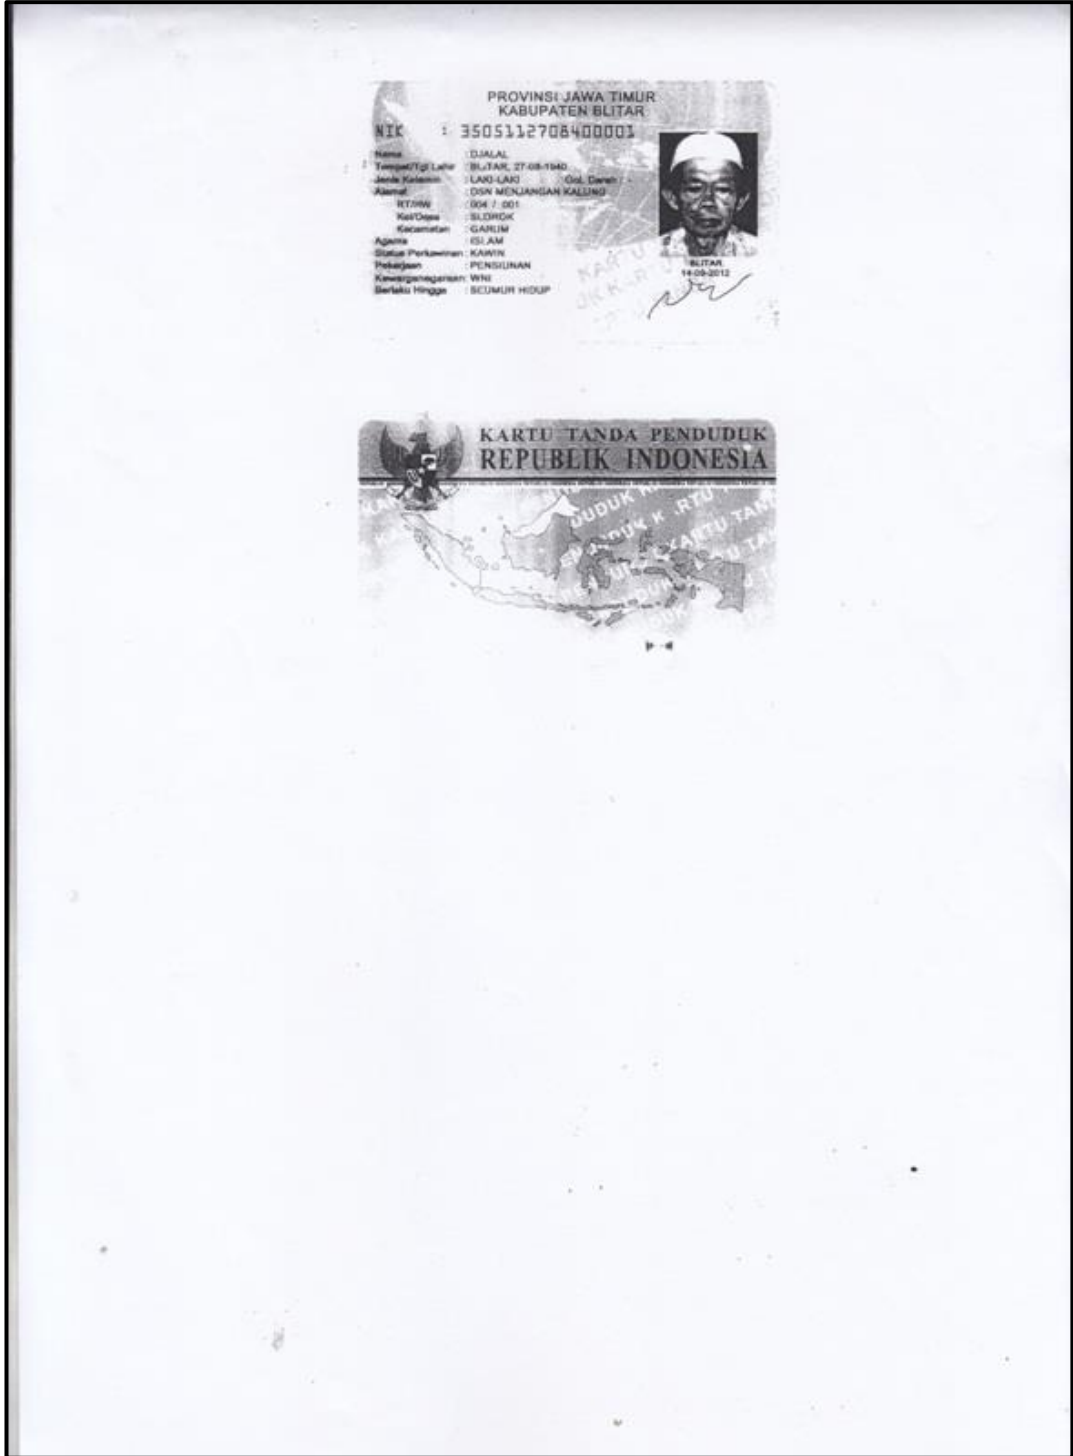 PROVINSI JAWA TIMUR
KABUPATEN BLITAR
NIK : 3505112708400001
Nama : DJALAL
Tempat/Tgl Lahir : BLITAR, 27-08-1940
Jenis Kelamin : LAKI-LAKI Gol. Darah : -
Alamat : DSN MENJANGAN KALUNG
RT/RW : 004 / 001
Kel/Desa : SLOROK
Kecamatan : GARUM
Agama : ISLAM
Status Perkawinan : KAWIN
Pekerjaan : PENSIUNAN
Kewarganegaraan: WNI
Berlaku Hingga : SEUMUR HIDUP
BLITAR
14-09-2012
KARTU TANDA PENDUDUK
REPUBLIK INDONESIA